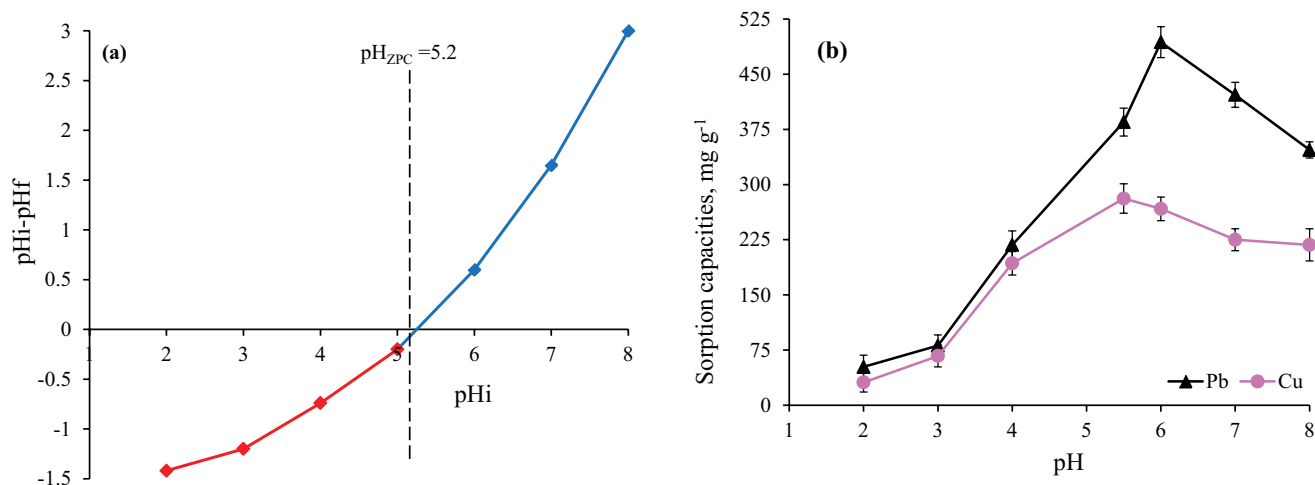 (a)
pH_ZPC =5.2
3
2.5
2
1.5
1
0.5
0
-0.5
-1
-1.5
1 2 3 4 5 6 7 8
pHi-pHf
pHi
(b)
525
450
375
300
225
150
75
0
1 2 3 4 5 6 7 8
Sorption capacities, mg g⁻¹
pH
Pb Cu